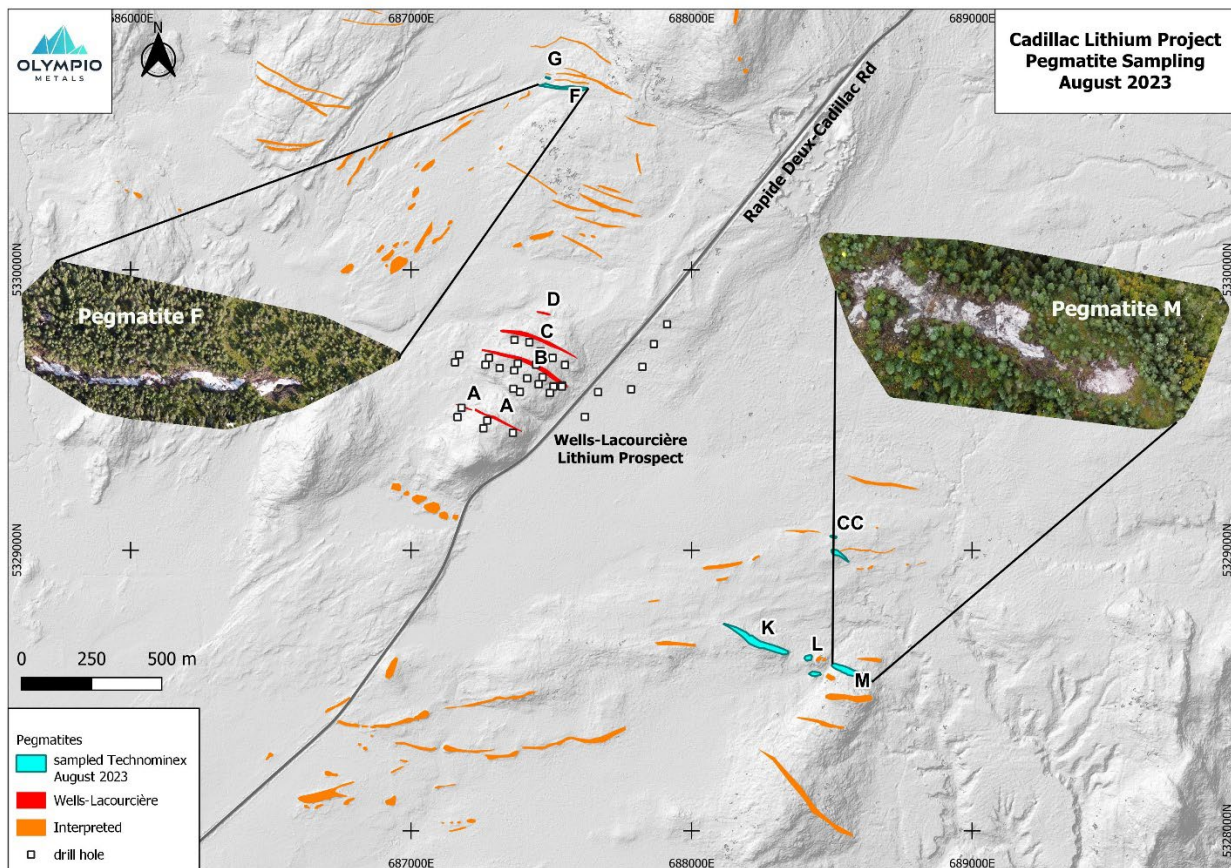 686000E
687000E
688000E
689000E
OLYMPIO
METALS
N
Cadillac Lithium Project
Pegmatite Sampling
August 2023
G
F
Rapide Deux-Cadillac Rd
5330000N
5330000N
Pegmatite F
Pegmatite M
D
C
B
A
A
Wells-Lacourcière
Lithium Prospect
CC
5329000N
5329000N
K
L
M
0
250
500 m
Pegmatites
sampled Technominex
August 2023
Wells-Lacourcière
Interpreted
drill hole
5328000N
687000E
688000E
689000E